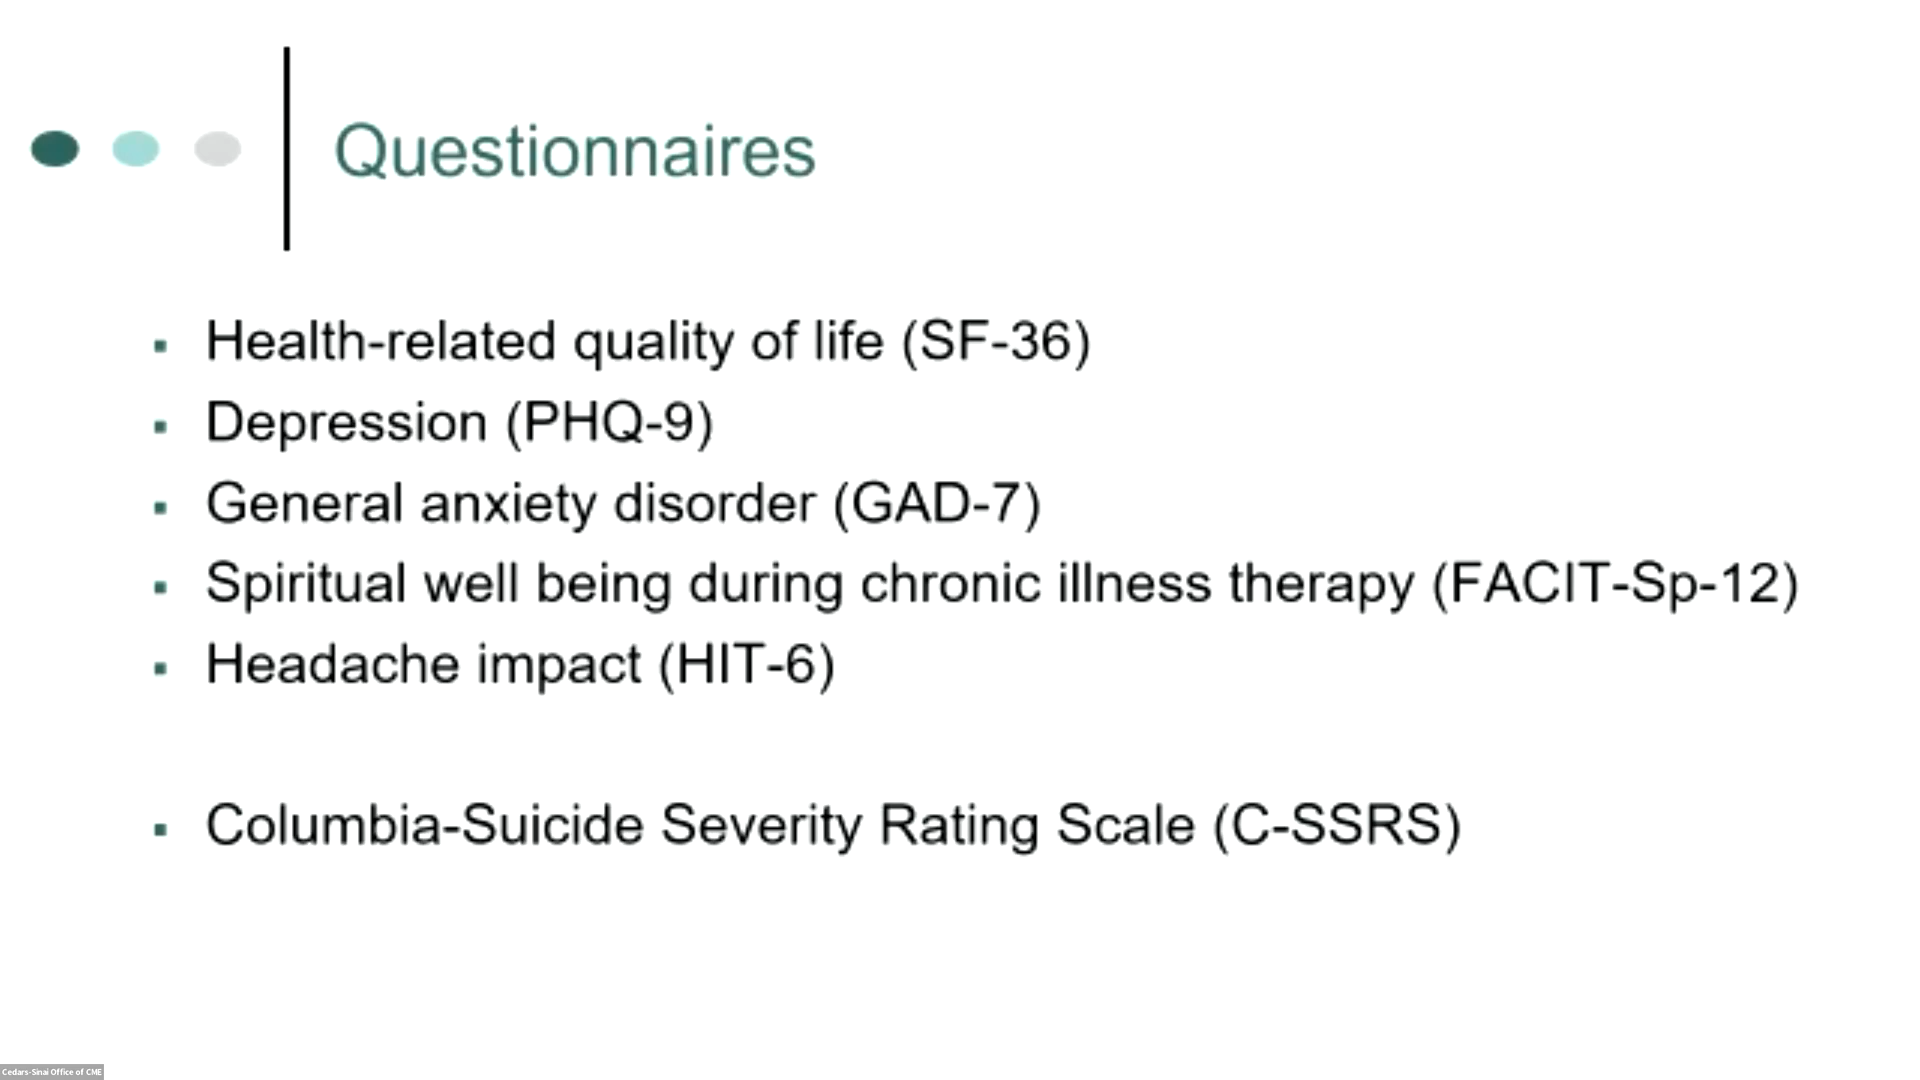 Questionnaires
Health-related quality of life (SF-36)
Depression (PHQ-9)
General anxiety disorder (GAD-7)
Spiritual well being during chronic illness therapy (FACIT-Sp-12)
Headache impact (HIT-6)
Columbia-Suicide Severity Rating Scale (C-SSRS)
Cedars-Sinai Office of CME